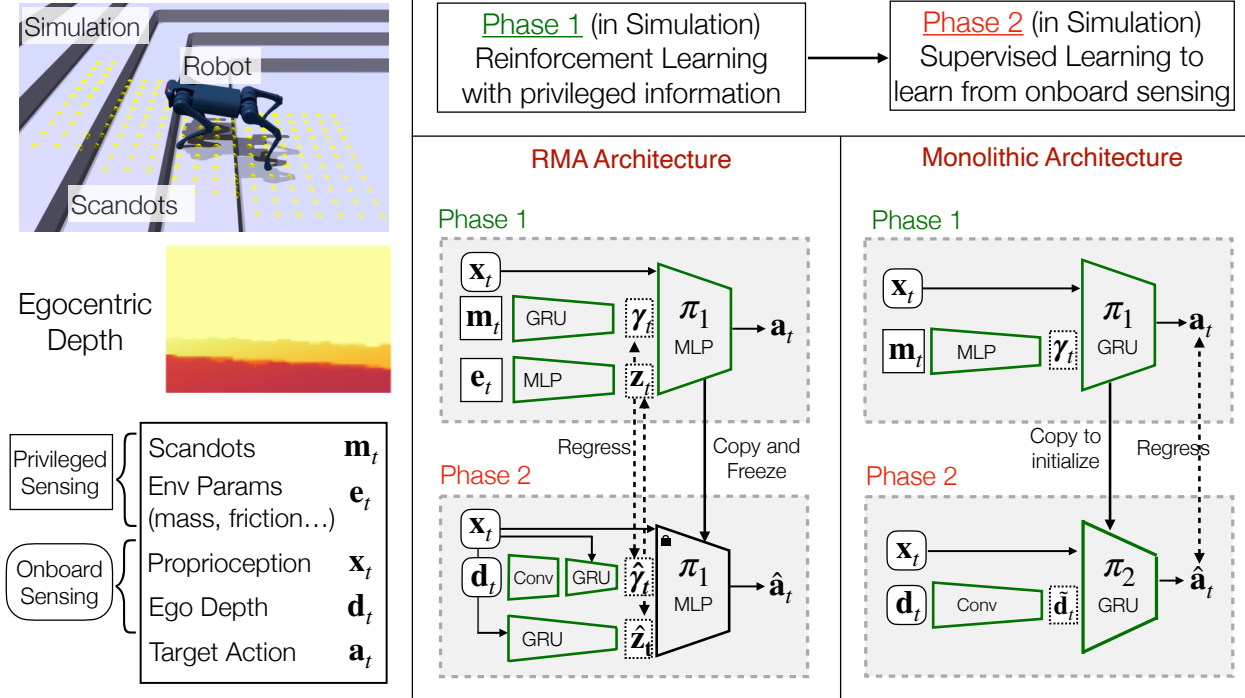 Simulation
Robot
Scandots
Egocentric
Depth
Privileged
Sensing
Onboard
Sensing
Scandots m_t
Env Params e_t
(mass, friction…)
Proprioception x_t
Ego Depth d_t
Target Action a_t
Phase 1 (in Simulation)
Reinforcement Learning
with privileged information
Phase 2 (in Simulation)
Supervised Learning to
learn from onboard sensing
RMA Architecture
Phase 1
x_t
m_t GRU γ_t
e_t MLP z_t
π_1
MLP
a_t
Regress
Copy and
Freeze
Phase 2
x_t
d_t Conv GRU γ̂_t
GRU ẑ_t
π_1
MLP
â_t
Monolithic Architecture
Phase 1
x_t
m_t MLP γ_t
π_1
GRU
a_t
Copy to
initialize
Regress
Phase 2
x_t
d_t Conv d̃_t
π_2
GRU
â_t